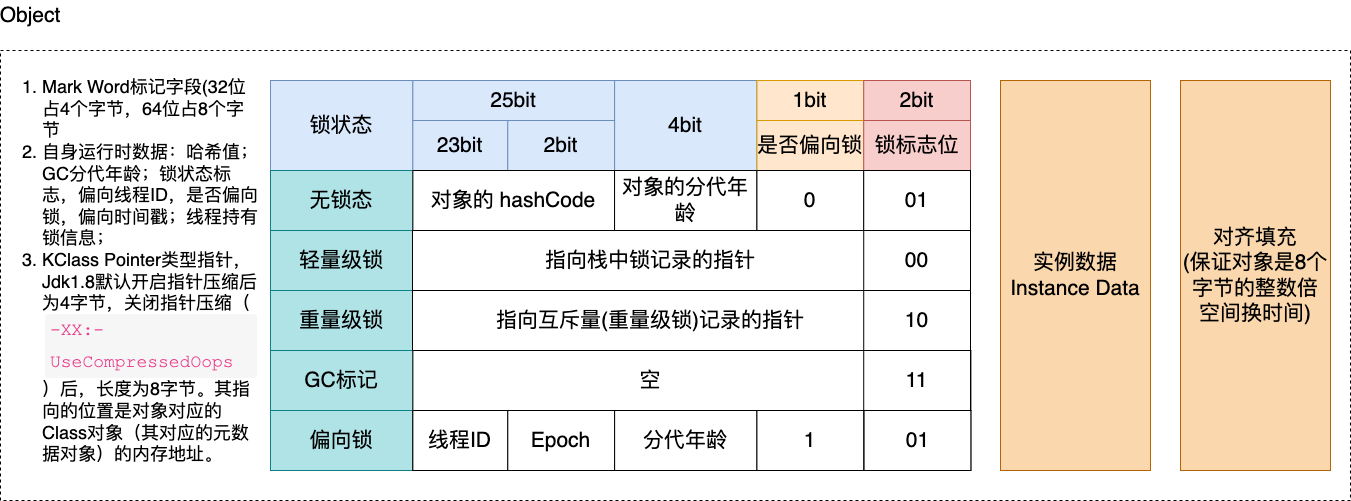 Object
1. Mark Word标记字段(32位
占4个字节，64位占8个字
节
2. 自身运行时数据：哈希值；
GC分代年龄；锁状态标
志，偏向线程ID，是否偏向
锁，偏向时间戳；线程持有
锁信息；
3. KClass Pointer类型指针，
Jdk1.8默认开启指针压缩后
为4字节，关闭指针压缩（
-XX:-
UseCompressedOops
）后，长度为8字节。其指
向的位置是对象对应的
Class对象（其对应的元数
据对象）的内存地址。
锁状态
25bit
23bit
2bit
4bit
1bit
是否偏向锁
2bit
锁标志位
无锁态
对象的 hashCode
对象的分代年
龄
0
01
轻量级锁
指向栈中锁记录的指针
00
重量级锁
指向互斥量(重量级锁)记录的指针
10
GC标记
空
11
偏向锁
线程ID
Epoch
分代年龄
1
01
实例数据
Instance Data
对齐填充
(保证对象是8个
字节的整数倍
空间换时间)